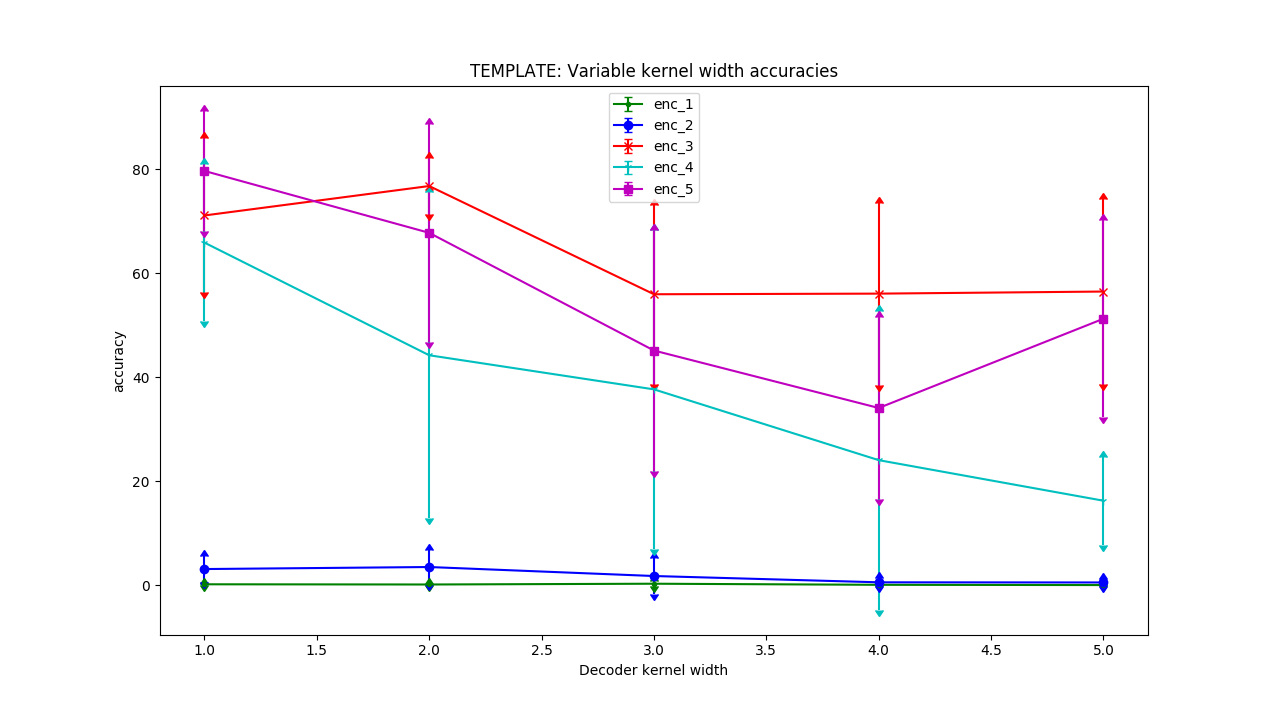 TEMPLATE: Variable kernel width accuracies
enc_1
enc_2
enc_3
enc_4
enc_5
80
60
40
20
0
accuracy
1.0 1.5 2.0 2.5 3.0 3.5 4.0 4.5 5.0
Decoder kernel width